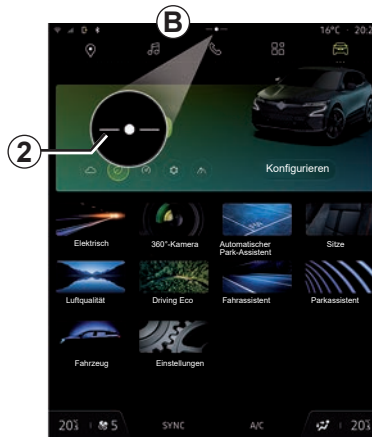 B
16°C · 20:2
2
Konfigurieren
Elektrisch
360°-Kamera
Automatischer
Park-Assistent
Sitze
Luftqualität
Driving Eco
Fahrassistent
Parkassistent
Fahrzeug
Einstellungen
20
5
SYNC
A/C
20